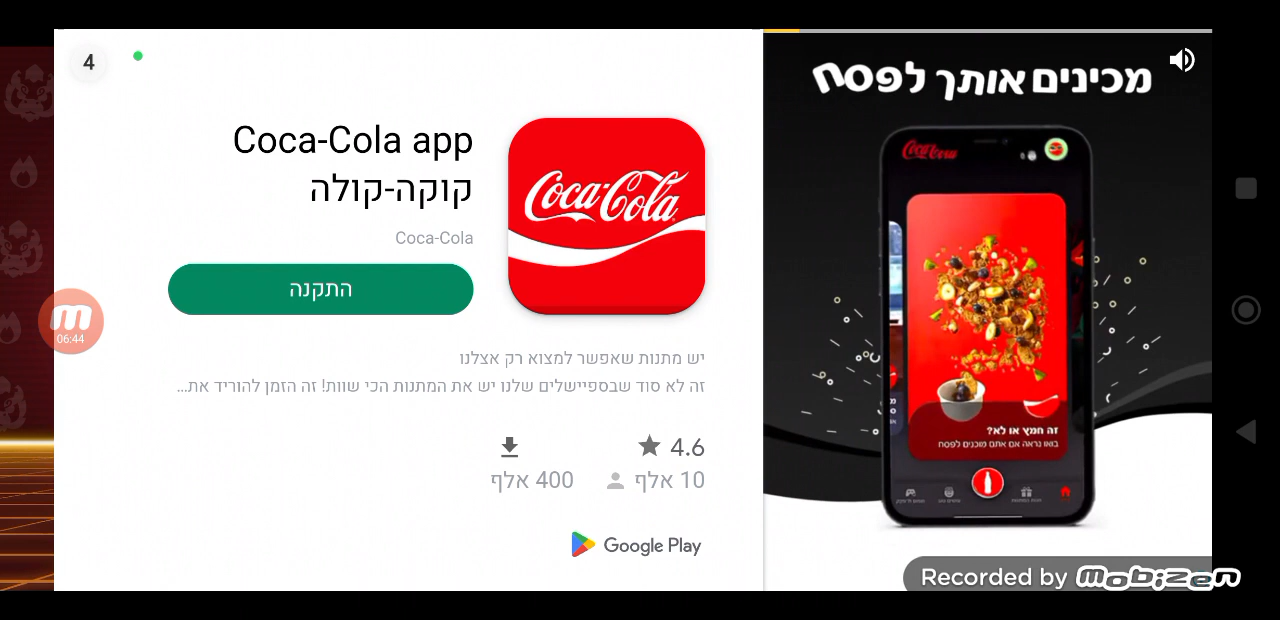 4
Coca-Cola app
קוקה-קולה
Coca-Cola
Coca-Cola
התקנה
06:44
יש מתנות שאפשר למצוא רק אצלנו
זה לא סוד שבספיישלים שלנו יש את המתנות הכי שוות! זה הזמן להוריד את...
4.6
10 אלף
400 אלף
Google Play
מכינים אותך לפסח
Coca-Cola
זה חמץ או לא?
בואו נראה אם אתם מוכנים לפסח
Recorded by Mobizen